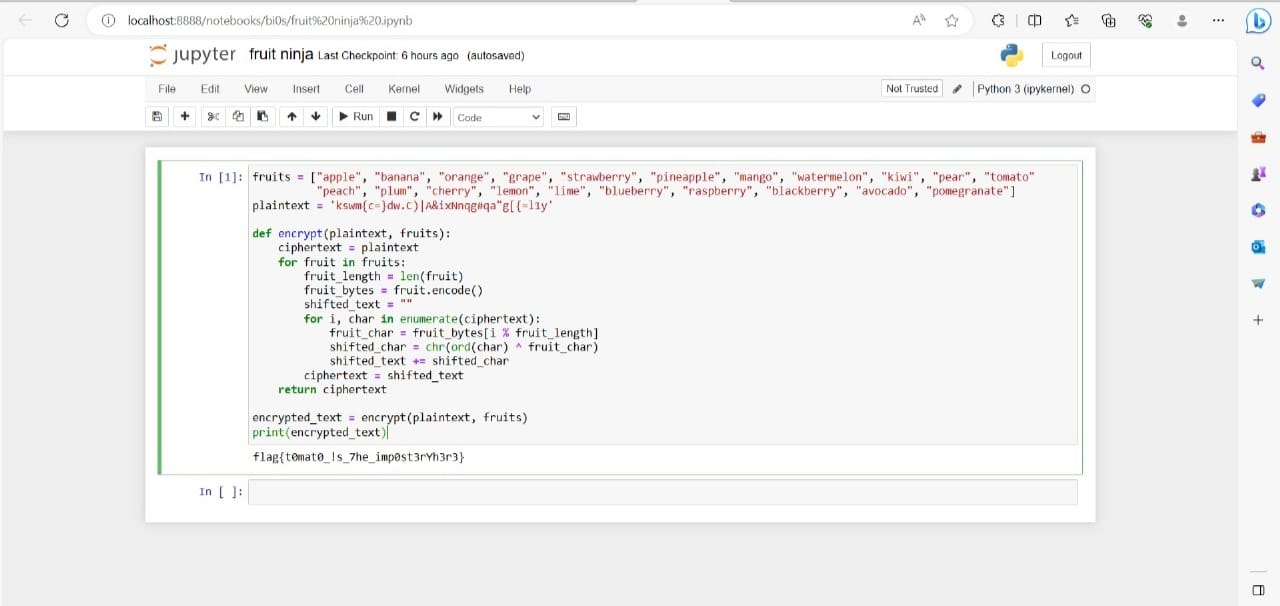 localhost:8888/notebooks/bi0s/fruit%20ninja%20.ipynb
jupyter fruit ninja Last Checkpoint: 6 hours ago (autosaved)
Logout
File Edit View Insert Cell Kernel Widgets Help
Not Trusted Python 3 (ipykernel)
Run Code
In [1]: fruits = ["apple", "banana", "orange", "grape", "strawberry", "pineapple", "mango", "watermelon", "kiwi", "pear", "tomato"
"peach", "plum", "cherry", "lemon", "lime", "blueberry", "raspberry", "blackberry", "avocado", "pomegranate"]
plaintext = 'kswm{c=}dw.C)|A&ixNnqg#qa"g[{=l1y'
def encrypt(plaintext, fruits):
ciphertext = plaintext
for fruit in fruits:
fruit_length = len(fruit)
fruit_bytes = fruit.encode()
shifted_text = ""
for i, char in enumerate(ciphertext):
fruit_char = fruit_bytes[i % fruit_length]
shifted_char = chr(ord(char) ^ fruit_char)
shifted_text += shifted_char
ciphertext = shifted_text
return ciphertext
encrypted_text = encrypt(plaintext, fruits)
print(encrypted_text)
flag{t0mat0_!s_7he_imp0st3rYh3r3}
In [ ]: